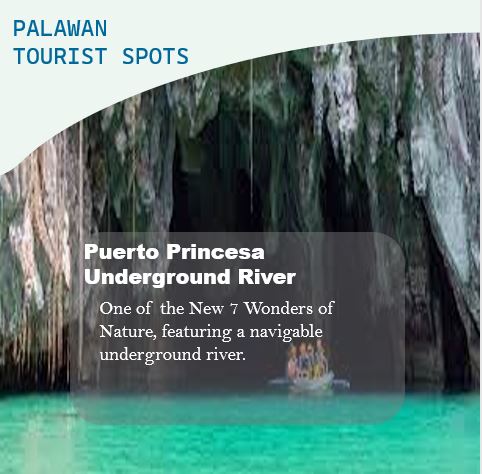 PALAWAN
TOURIST SPOTS
Puerto Princesa
Underground River
One of the New 7 Wonders of
Nature, featuring a navigable
underground river.